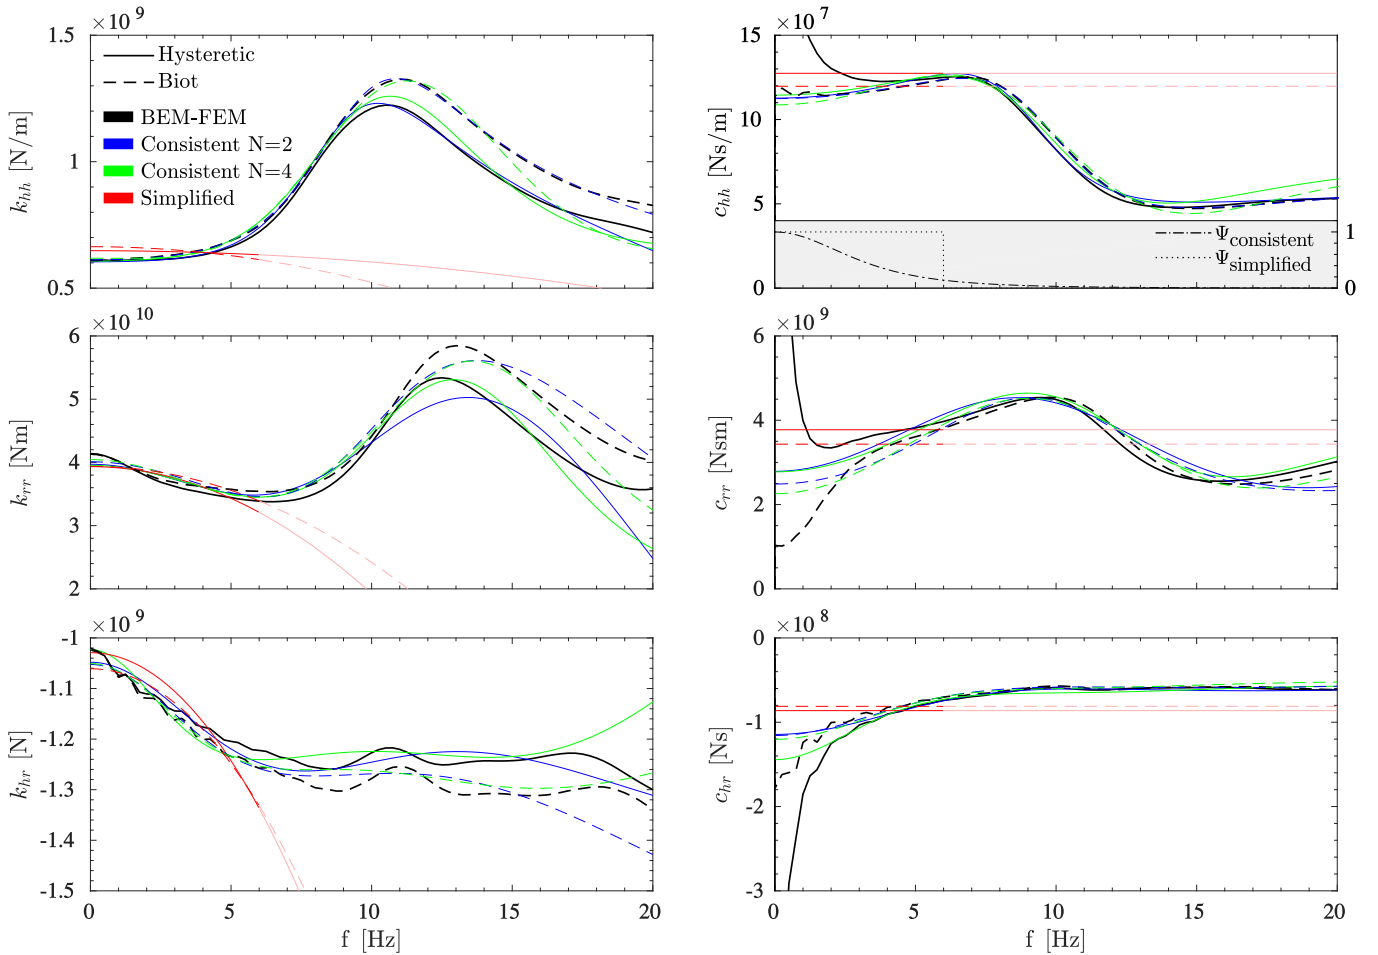 ×10 9
1.5
1
0.5
k_hh [N/m]
Hysteretic
Biot
BEM-FEM
Consistent N=2
Consistent N=4
Simplified
×10 7
15
10
5
0
c_hh [Ns/m]
Ψconsistent
Ψsimplified
1
0
×10 10
6
5
4
3
2
k_rr [Nm]
×10 9
6
4
2
0
c_rr [Nsm]
×10 9
-1
-1.1
-1.2
-1.3
-1.4
-1.5
k_hr [N]
0 5 10 15 20
f [Hz]
×10 8
0
-1
-2
-3
c_hr [Ns]
0 5 10 15 20
f [Hz]